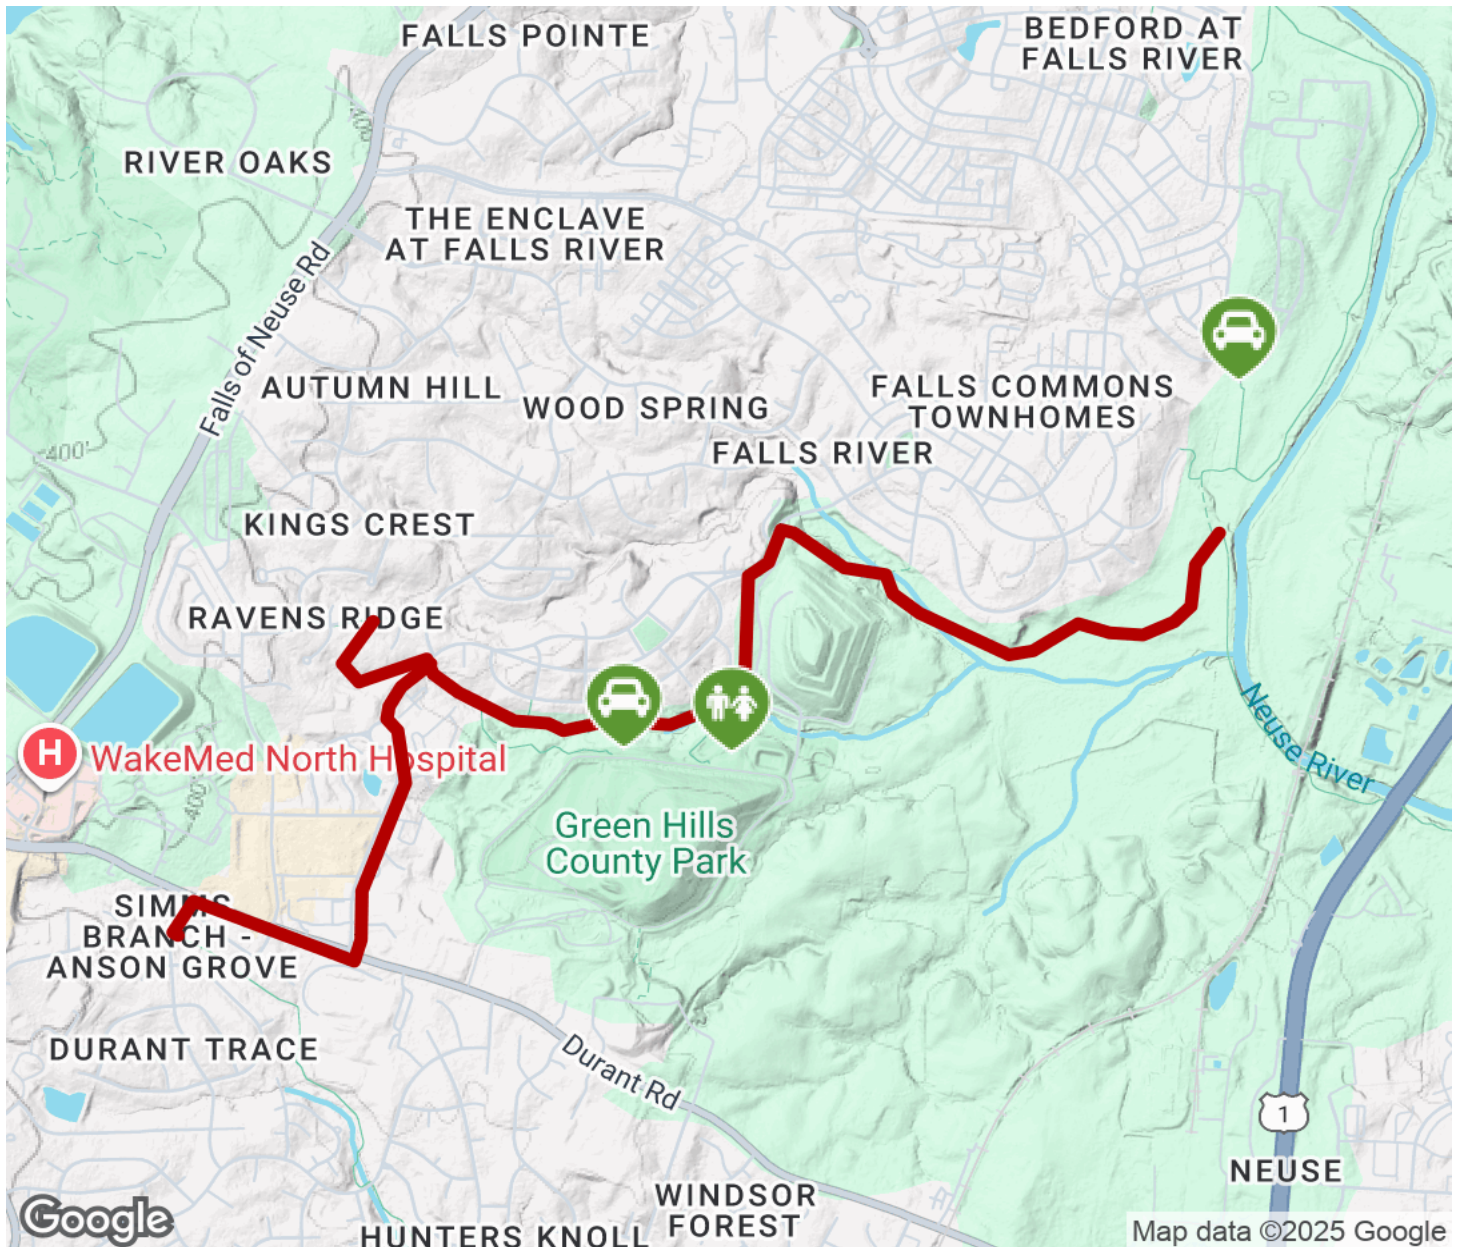 FALLS POINTE
BEDFORD AT
FALLS RIVER
400'
RIVER OAKS
THE ENCLAVE
AT FALLS RIVER
Falls of Neuse Rd
AUTUMN HILL
WOOD SPRING
FALLS COMMONS
TOWNHOMES
400'
FALLS RIVER
KINGS CREST
RAVENS RIDGE
H
WakeMed North Hospital
400'
Neuse River
Green Hills
County Park
SIMMS
BRANCH -
ANSON GROVE
DURANT TRACE
Durant Rd
1
NEUSE
WINDSOR
FOREST
HUNTERS KNOLL
Google
Map data ©2025 Google